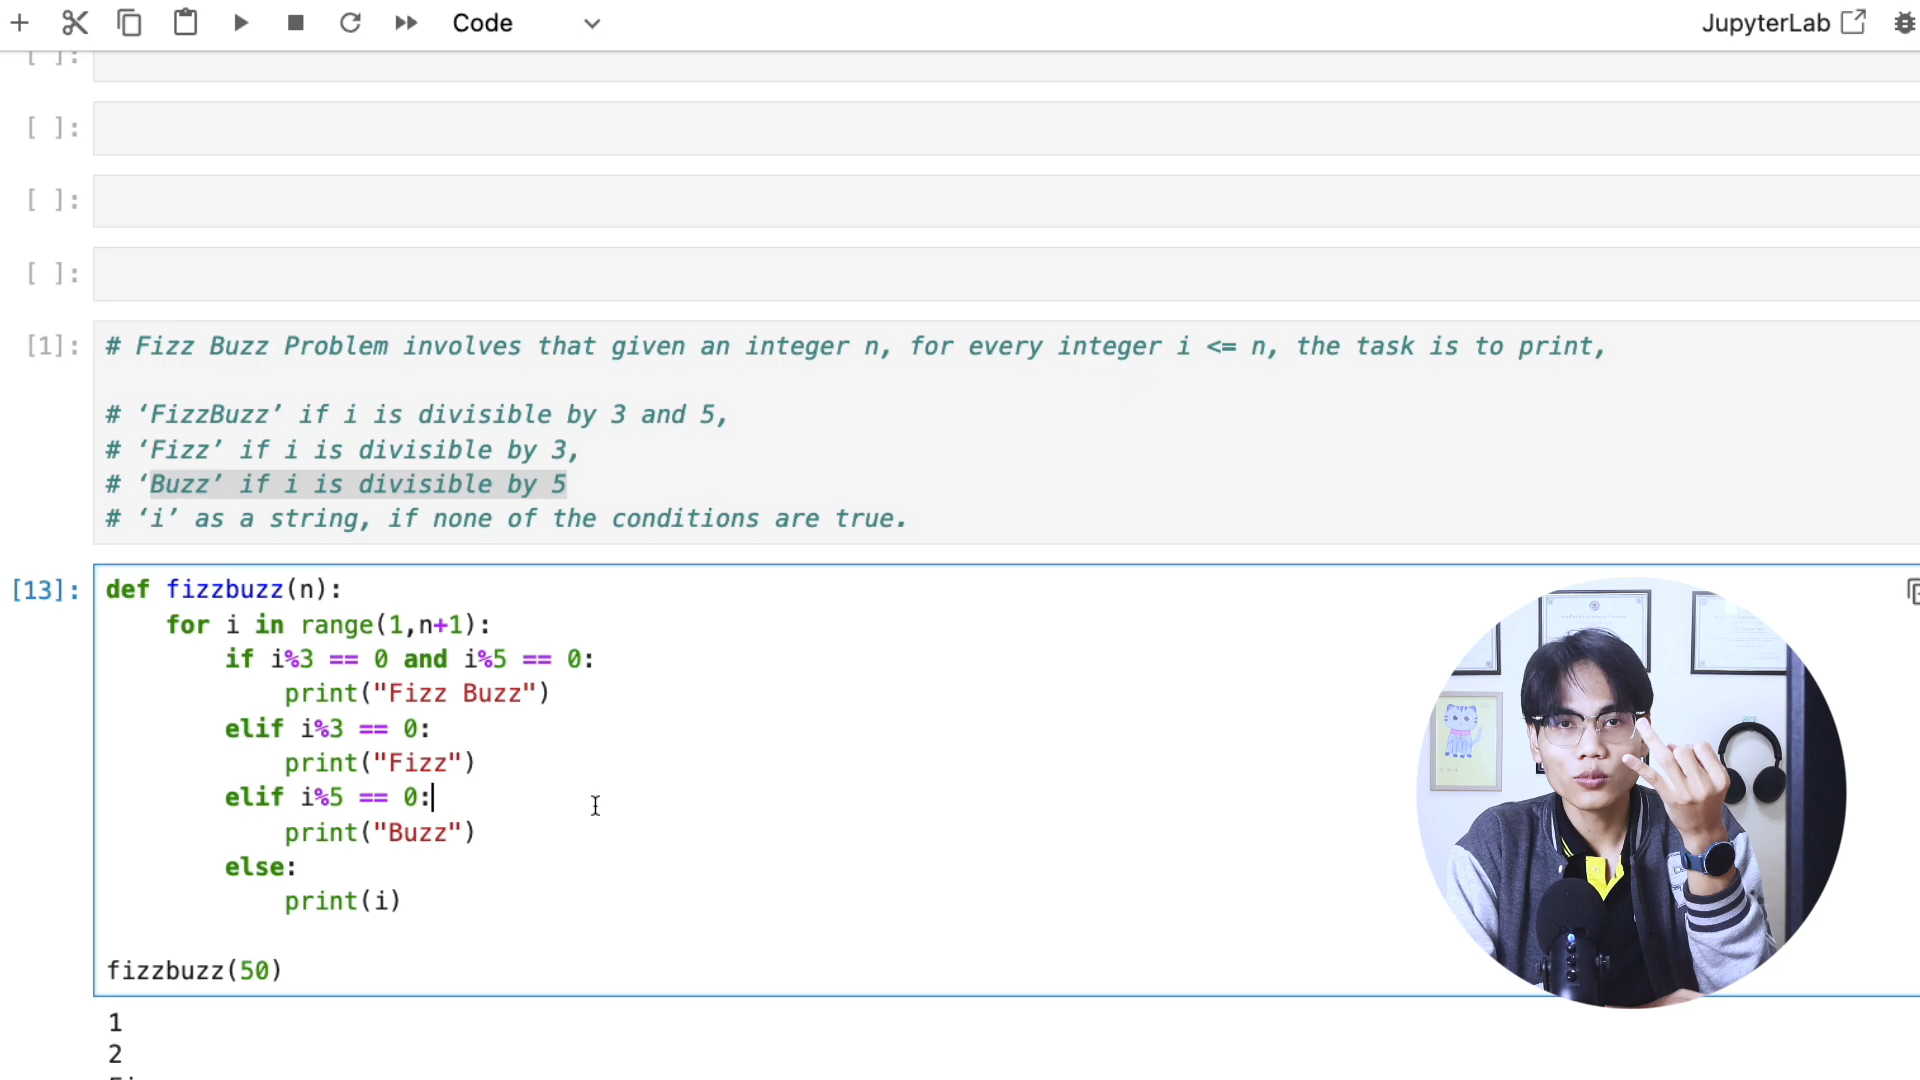 Code
JupyterLab
[ ]:
[ ]:
[ ]:
[ ]:
[1]:
# Fizz Buzz Problem involves that given an integer n, for every integer i <= n, the task is to print,
# ‘FizzBuzz’ if i is divisible by 3 and 5,
# ‘Fizz’ if i is divisible by 3,
# ‘Buzz’ if i is divisible by 5
# ‘i’ as a string, if none of the conditions are true.
[13]:
def fizzbuzz(n):
    for i in range(1,n+1):
        if i%3 == 0 and i%5 == 0:
            print("Fizz Buzz")
        elif i%3 == 0:
            print("Fizz")
        elif i%5 == 0:
            print("Buzz")
        else:
            print(i)
fizzbuzz(50)
1
2